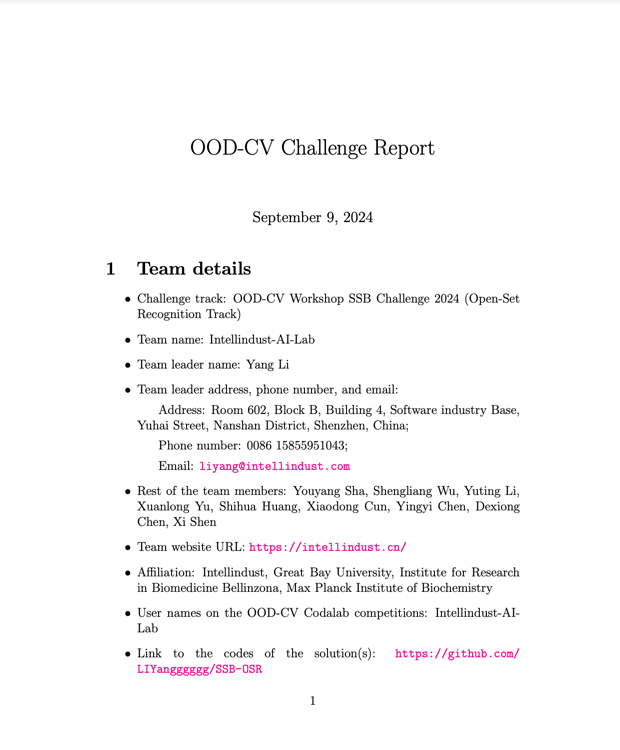 OOD-CV Challenge Report
September 9, 2024
1 Team details
• Challenge track: OOD-CV Workshop SSB Challenge 2024 (Open-Set
Recognition Track)
• Team name: Intellindust-AI-Lab
• Team leader name: Yang Li
• Team leader address, phone number, and email:
Address: Room 602, Block B, Building 4, Software industry Base,
Yuhai Street, Nanshan District, Shenzhen, China;
Phone number: 0086 15855951043;
Email: liyang@intellindust.com
• Rest of the team members: Youyang Sha, Shengliang Wu, Yuting Li,
Xuanlong Yu, Shihua Huang, Xiaodong Cun, Yingyi Chen, Dexiong
Chen, Xi Shen
• Team website URL: https://intellindust.cn/
• Affiliation: Intellindust, Great Bay University, Institute for Research
in Biomedicine Bellinzona, Max Planck Institute of Biochemistry
• User names on the OOD-CV Codalab competitions: Intellindust-AI-
Lab
• Link to the codes of the solution(s): https://github.com/
LIYangggggg/SSB-OSR
1